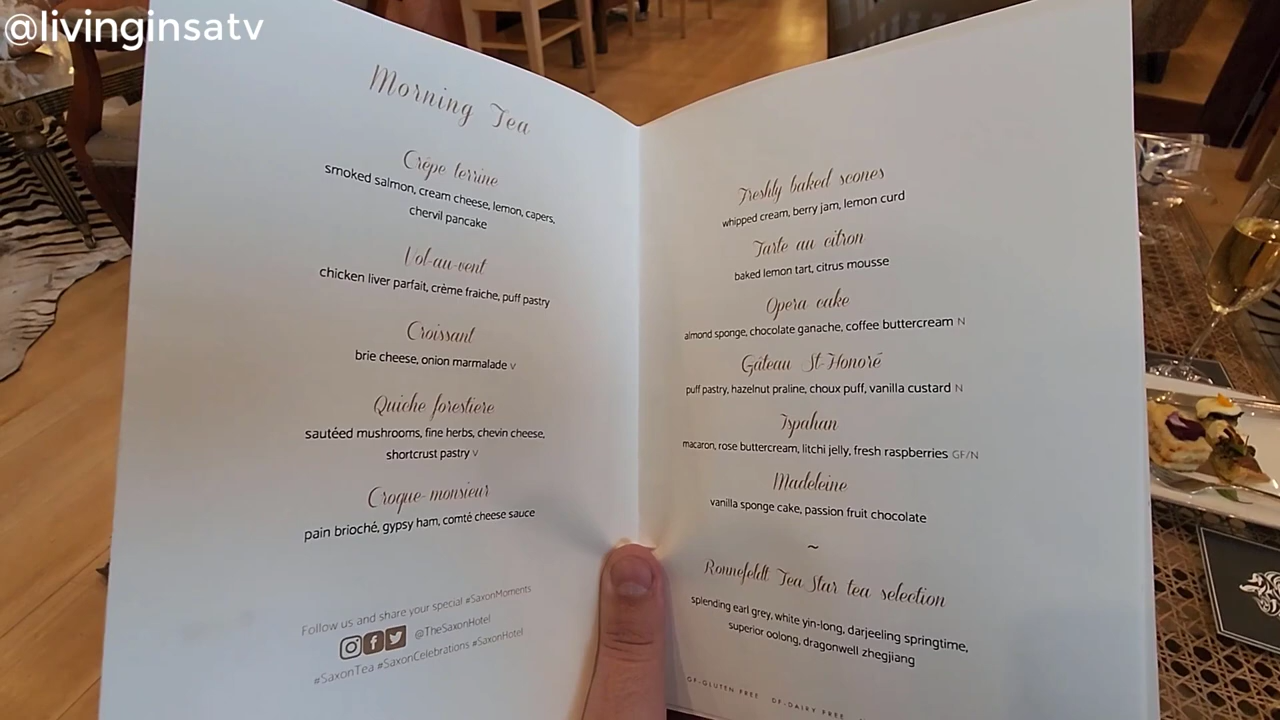 @livinginsatv
Morning Tea
Crêpe terrine
smoked salmon, cream cheese, lemon, capers,
chervil pancake
Vol-au-vent
chicken liver parfait, crème fraiche, puff pastry
Croissant
brie cheese, onion marmalade V
Quiche forestiere
sautéed mushrooms, fine herbs, chevin cheese,
shortcrust pastry V
Croque-monsieur
pain brioché, gypsy ham, comté cheese sauce
Follow us and share your special #SaxonMoments
@TheSaxonHotel
#SaxonTea #SaxonCelebrations #SaxonHotel
Freshly baked scones
whipped cream, berry jam, lemon curd
Tarte au citron
baked lemon tart, citrus mousse
Opera cake
almond sponge, chocolate ganache, coffee buttercream N
Gâteau St-Honoré
puff pastry, hazelnut praline, choux puff, vanilla custard N
Ispahan
macaron, rose buttercream, litchi jelly, fresh raspberries GF/N
Madeleine
vanilla sponge cake, passion fruit chocolate
~
Ronnefeldt Tea Star tea selection
splending earl grey, white yin-long, darjeeling springtime,
superior oolong, dragonwell zhegjiang
GF-GLUTEN FREE DF-DAIRY FREE